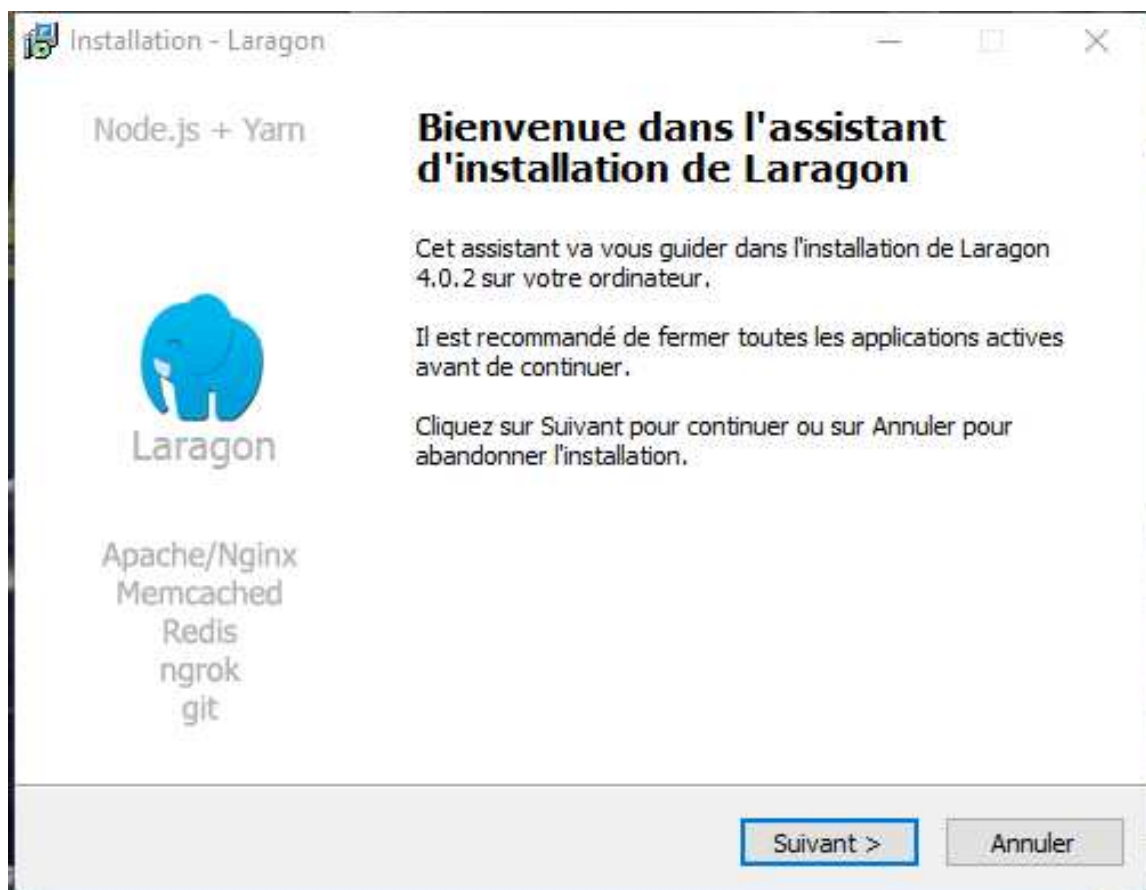 Installation - Laragon
Node.js + Yarn
Bienvenue dans l'assistant
d'installation de Laragon
Cet assistant va vous guider dans l'installation de Laragon
4.0.2 sur votre ordinateur.
Il est recommandé de fermer toutes les applications actives
avant de continuer.
Cliquez sur Suivant pour continuer ou sur Annuler pour
abandonner l'installation.
Laragon
Apache/Nginx
Memcached
Redis
ngrok
git
Suivant >
Annuler